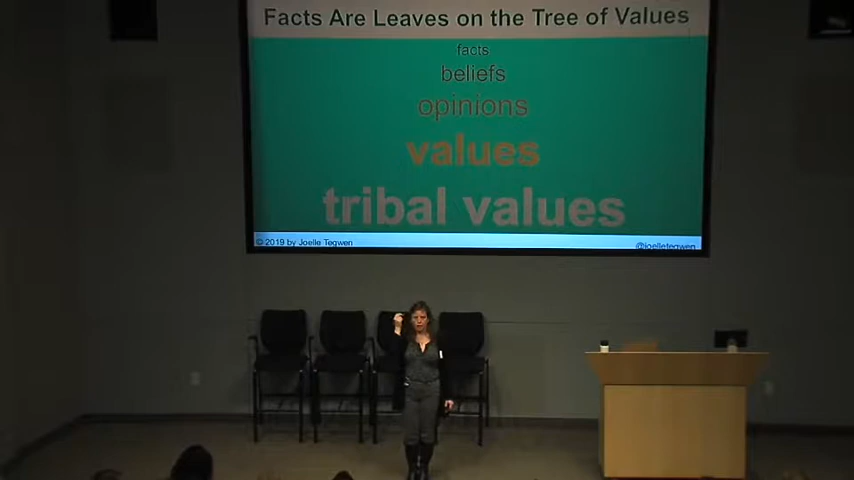 Facts Are Leaves on the Tree of Values
facts
beliefs
opinions
values
tribal values
© 2019 by Joelle Tegwen
@joelletegwen